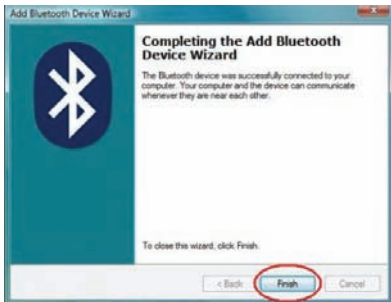 Add Bluetooth Device Wizard
Completing the Add Bluetooth
Device Wizard
The Bluetooth device was successfully connected to your
computer. Your computer and the device can communicate
whenever they are near each other.
To close this wizard, click Finish.
< Back Finish Cancel